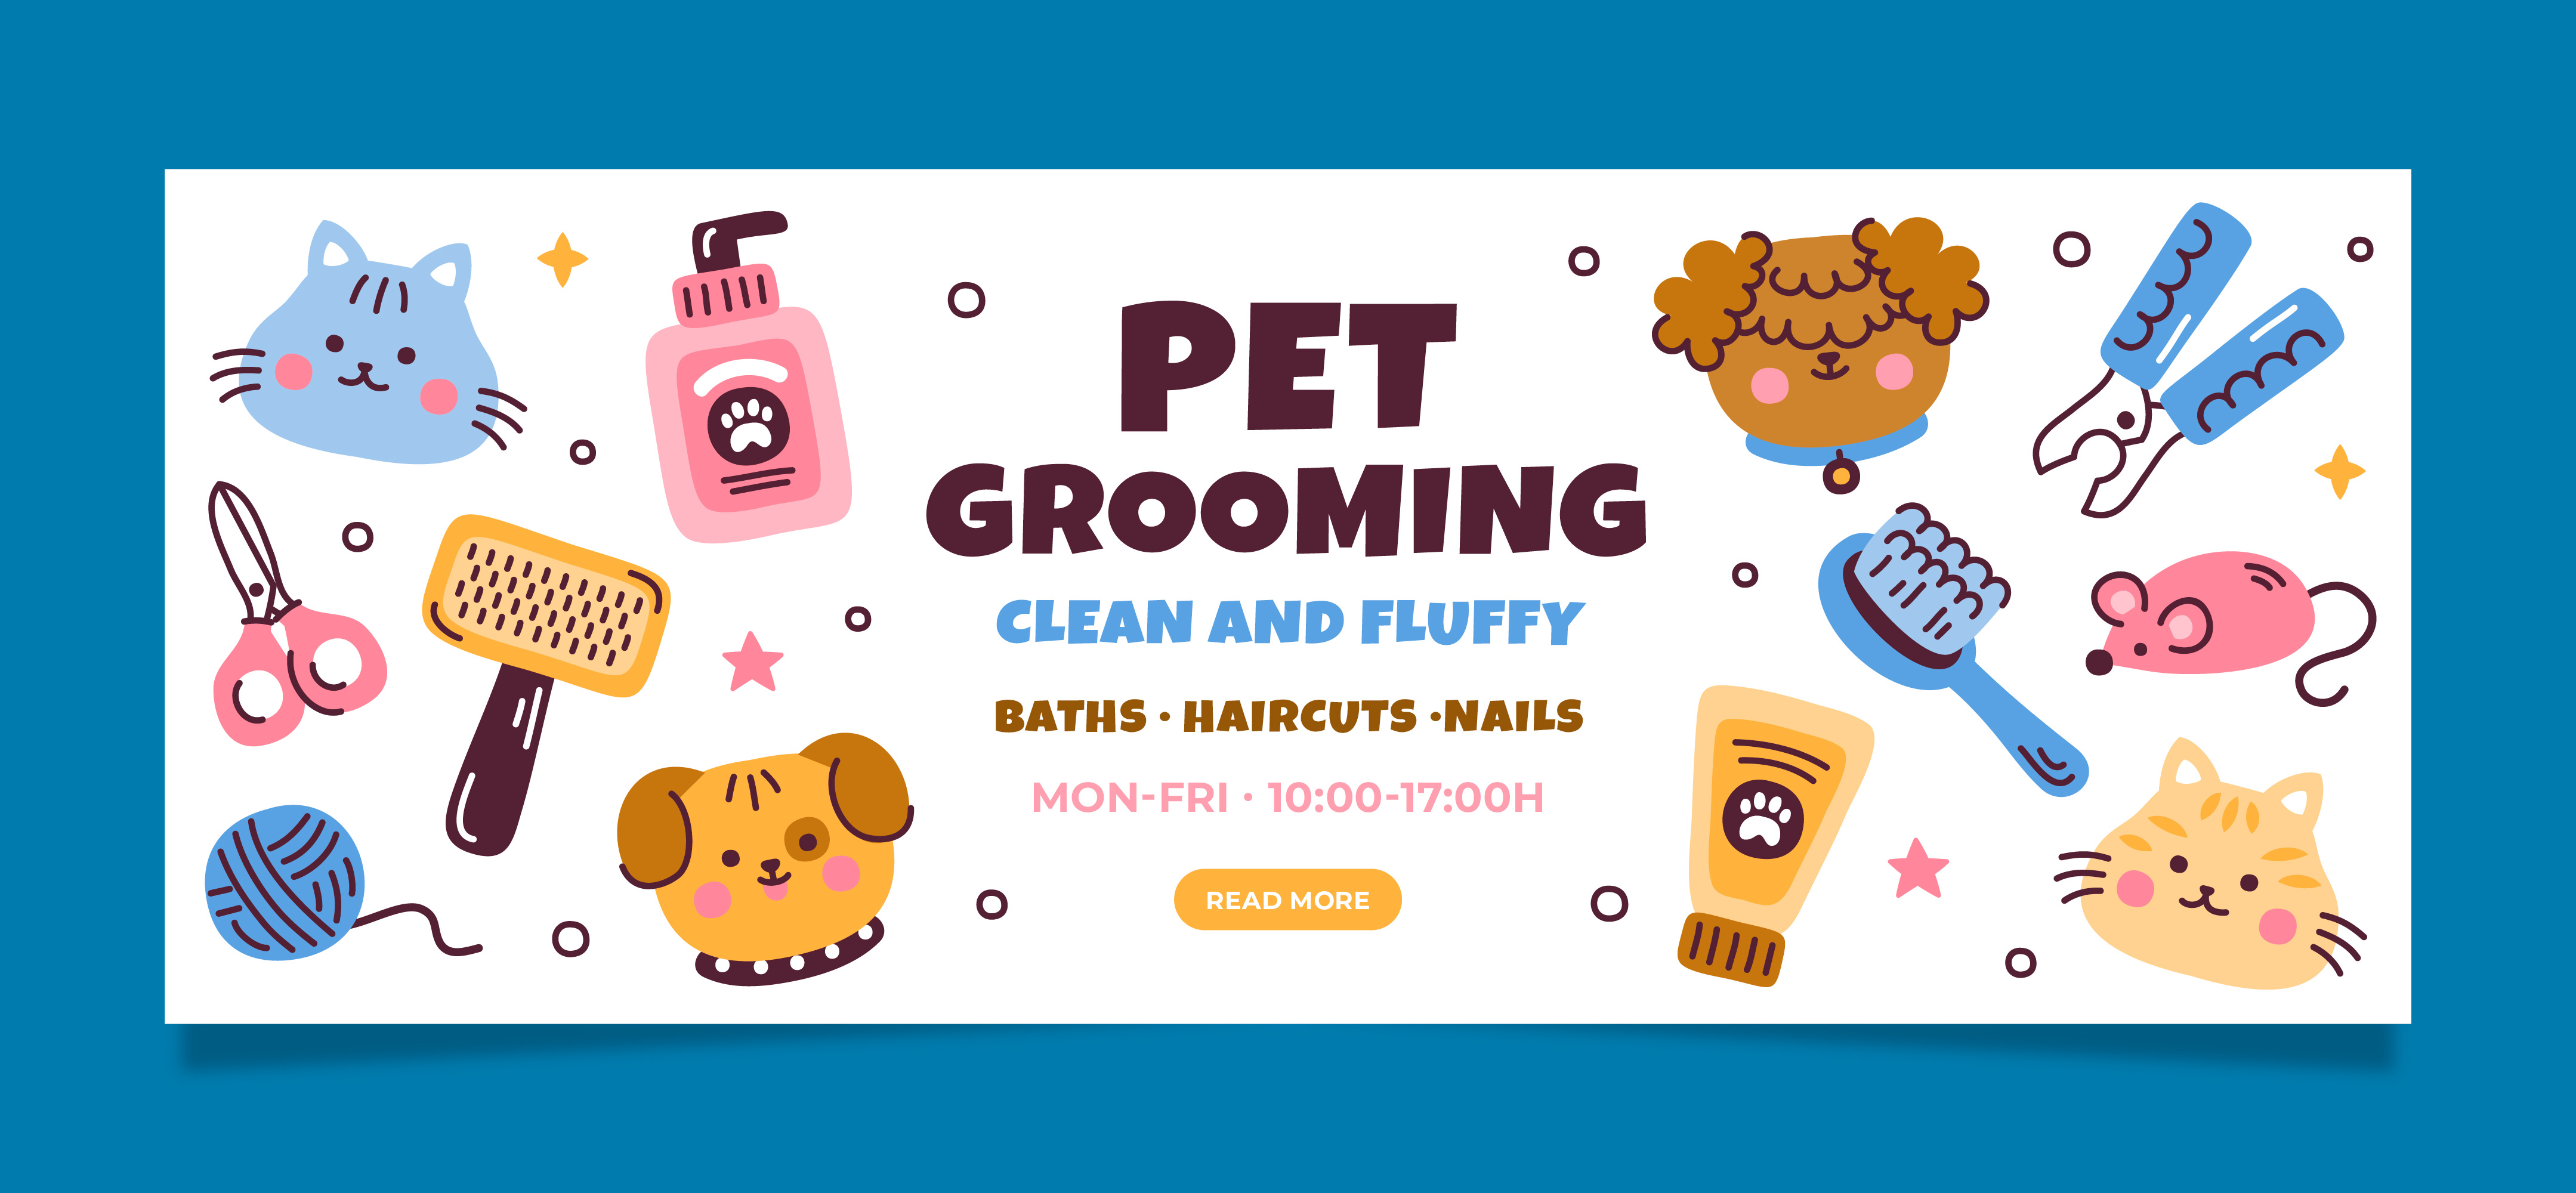 PET
GROOMING
CLEAN AND FLUFFY
BATHS · HAIRCUTS ·NAILS
MON-FRI · 10:00-17:00H
READ MORE